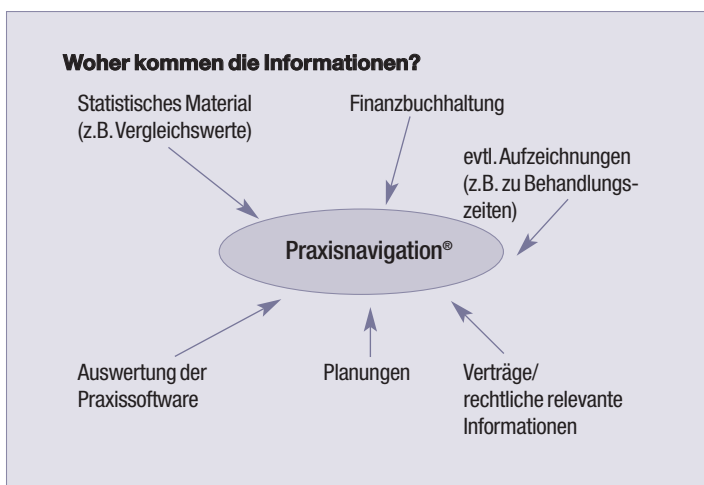 Woher kommen die Informationen?
Statistisches Material
(z.B. Vergleichswerte)
Finanzbuchhaltung
evtl. Aufzeichnungen
(z.B. zu Behandlungs-
zeiten)
Praxisnavigation®
Auswertung der
Praxissoftware
Planungen
Verträge/
rechtliche relevante
Informationen